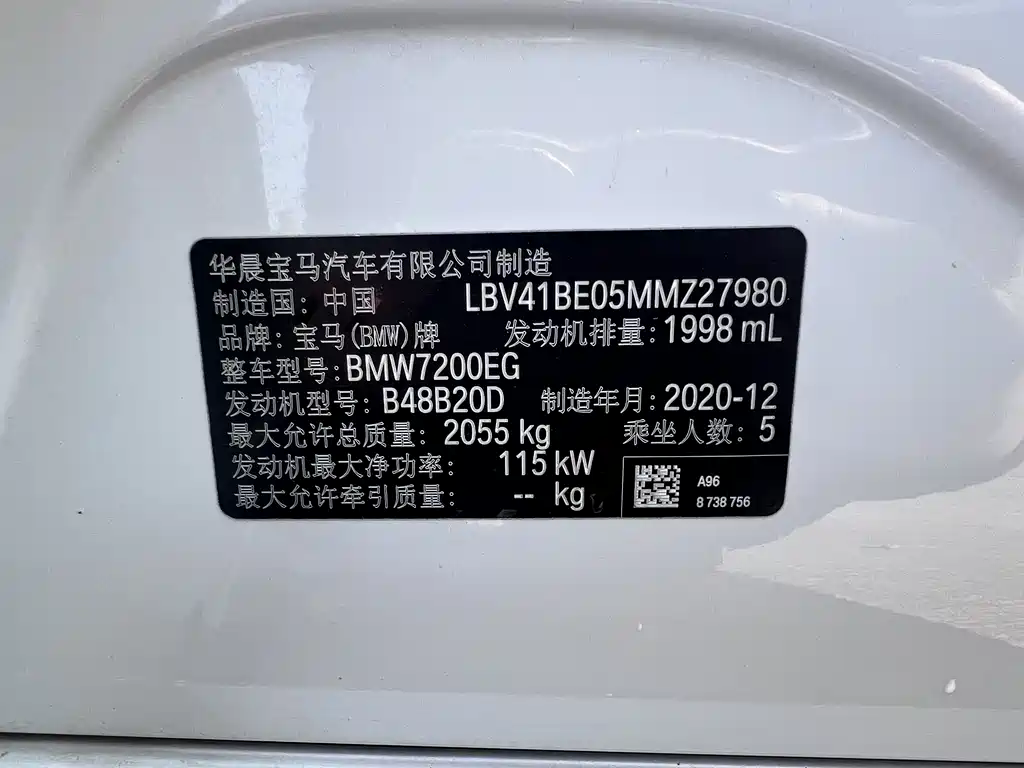 华晨宝马汽车有限公司制造
制造国：中国 LBV41BE05MMZ27980
品牌：宝马(BMW)牌 发动机排量：1998 mL
整车型号：BMW7200EG
发动机型号：B48B20D 制造年月：2020-12
最大允许总质量：2055 kg 乘坐人数：5
发动机最大净功率：115 kW
最大允许牵引质量：-- kg
A96
8 738 756